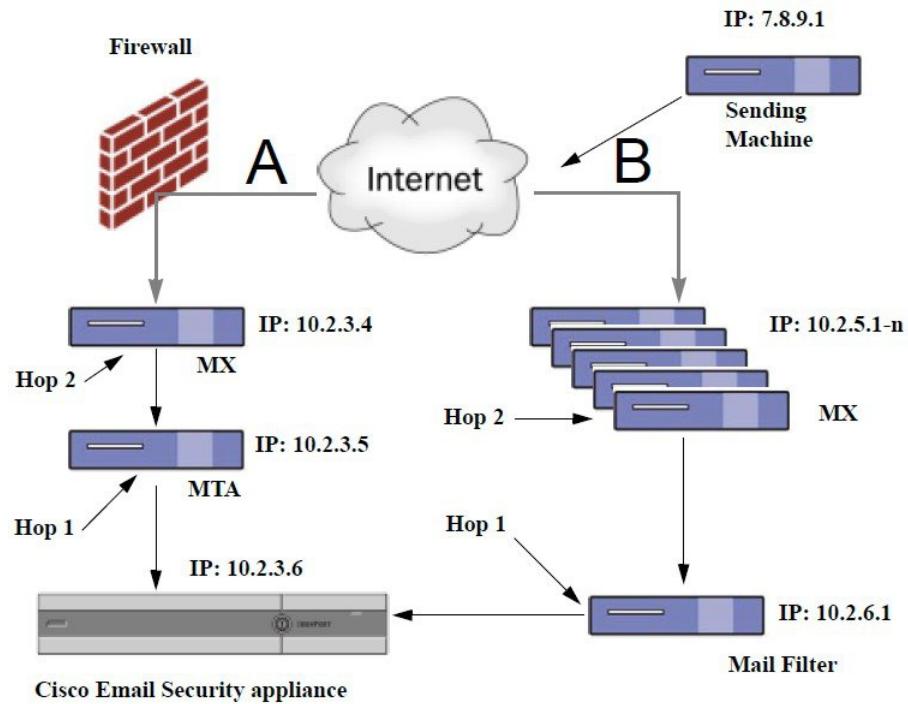 IP: 7.8.9.1
Firewall
Sending
Machine
A
Internet
B
IP: 10.2.3.4
IP: 10.2.5.1-n
MX
Hop 2
Hop 2
MX
IP: 10.2.3.5
MTA
Hop 1
Hop 1
IP: 10.2.3.6
IP: 10.2.6.1
IRONPORT
Mail Filter
Cisco Email Security appliance